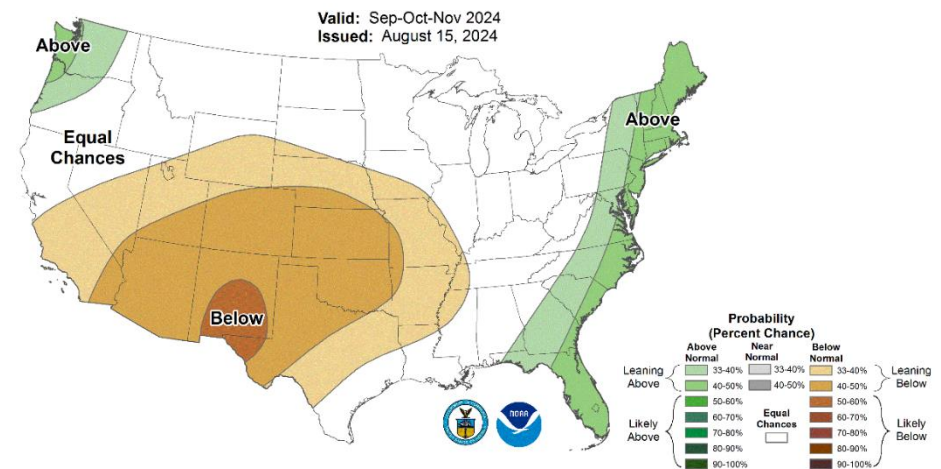 Valid: Sep-Oct-Nov 2024
Issued: August 15, 2024
Above
Equal
Chances
Above
Below
Probability
(Percent Chance)
Above
Normal
Near
Normal
Below
Normal
Leaning
Above
33-40%
33-40%
33-40%
40-50%
40-50%
40-50%
Leaning
Below
Likely
Above
50-60%
60-70%
70-80%
80-90%
90-100%
Equal
Chances
50-60%
60-70%
70-80%
80-90%
90-100%
Likely
Below
NOAA